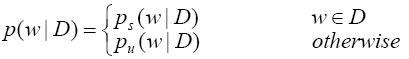 p(w | D) = { p_s(w | D)    w ∈ D
p_u(w | D)    otherwise